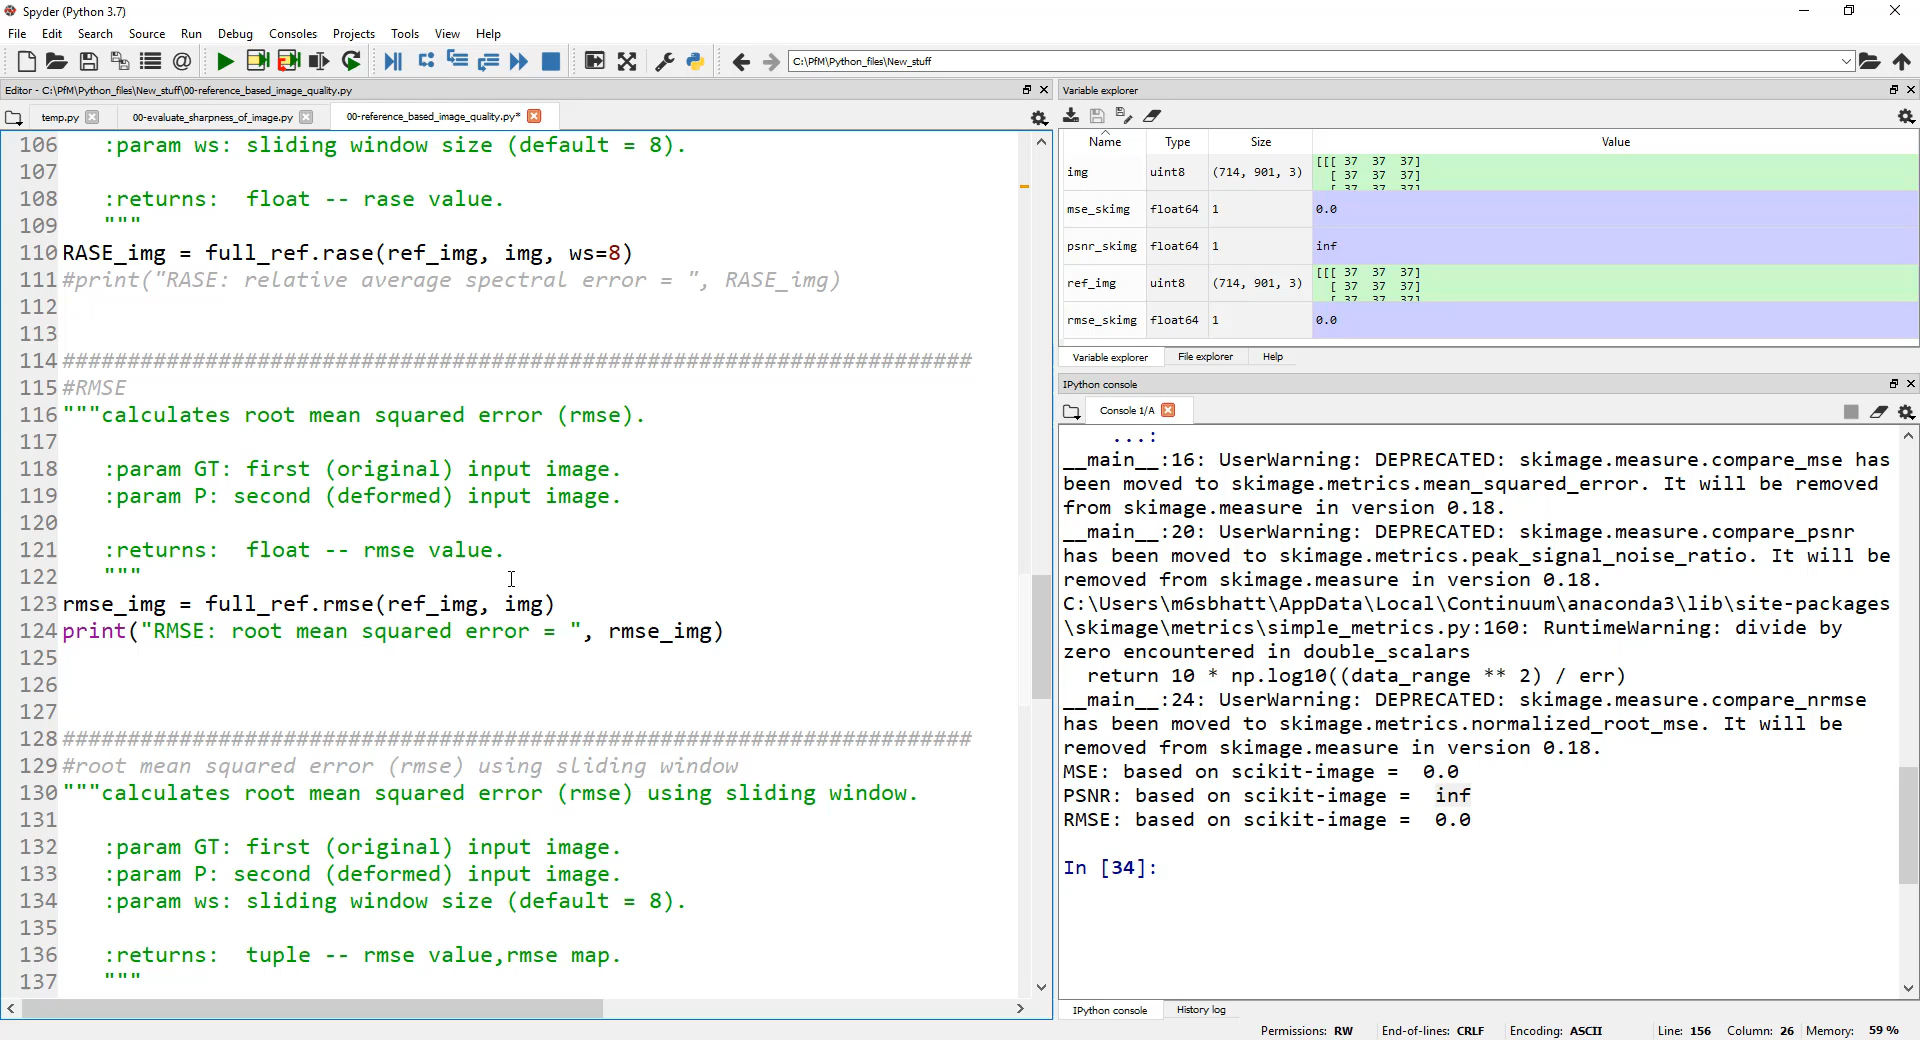 Spyder (Python 3.7)
File Edit Search Source Run Debug Consoles Projects Tools View Help
C:\PfM\Python_files\New_stuff
Editor - C:\PfM\Python_files\New_stuff\00-reference_based_image_quality.py
temp.py 00-evaluate_sharpness_of_image.py 00-reference_based_image_quality.py*
106 :param ws: sliding window size (default = 8).
107
108 :returns: float -- rase value.
109 """
110 RASE_img = full_ref.rase(ref_img, img, ws=8)
111 #print("RASE: relative average spectral error = ", RASE_img)
112
113
114 ######################################################################
115 #RMSE
116 """calculates root mean squared error (rmse).
117
118 :param GT: first (original) input image.
119 :param P: second (deformed) input image.
120
121 :returns: float -- rmse value.
122 """
123 rmse_img = full_ref.rmse(ref_img, img)
124 print("RMSE: root mean squared error = ", rmse_img)
125
126
127
128 ######################################################################
129 #root mean squared error (rmse) using sliding window
130 """calculates root mean squared error (rmse) using sliding window.
131
132 :param GT: first (original) input image.
133 :param P: second (deformed) input image.
134 :param ws: sliding window size (default = 8).
135
136 :returns: tuple -- rmse value,rmse map.
137 """
Variable explorer
Name Type Size Value
img uint8 (714, 901, 3) [[[ 37 37 37]
[ 37 37 37]
[ 37 37 37]
mse_skimg float64 1 0.0
psnr_skimg float64 1 inf
ref_img uint8 (714, 901, 3) [[[ 37 37 37]
[ 37 37 37]
[ 37 37 37]
rmse_skimg float64 1 0.0
Variable explorer File explorer Help
IPython console
Console 1/A
...:
__main__:16: UserWarning: DEPRECATED: skimage.measure.compare_mse has
been moved to skimage.metrics.mean_squared_error. It will be removed
from skimage.measure in version 0.18.
__main__:20: UserWarning: DEPRECATED: skimage.measure.compare_psnr
has been moved to skimage.metrics.peak_signal_noise_ratio. It will be
removed from skimage.measure in version 0.18.
C:\Users\m6sbhatt\AppData\Local\Continuum\anaconda3\lib\site-packages
\skimage\metrics\simple_metrics.py:160: RuntimeWarning: divide by
zero encountered in double_scalars
return 10 * np.log10((data_range ** 2) / err)
__main__:24: UserWarning: DEPRECATED: skimage.measure.compare_nrmse
has been moved to skimage.metrics.normalized_root_mse. It will be
removed from skimage.measure in version 0.18.
MSE: based on scikit-image = 0.0
PSNR: based on scikit-image = inf
RMSE: based on scikit-image = 0.0
In [34]:
IPython console History log
Permissions: RW End-of-lines: CRLF Encoding: ASCII Line: 156 Column: 26 Memory: 59 %